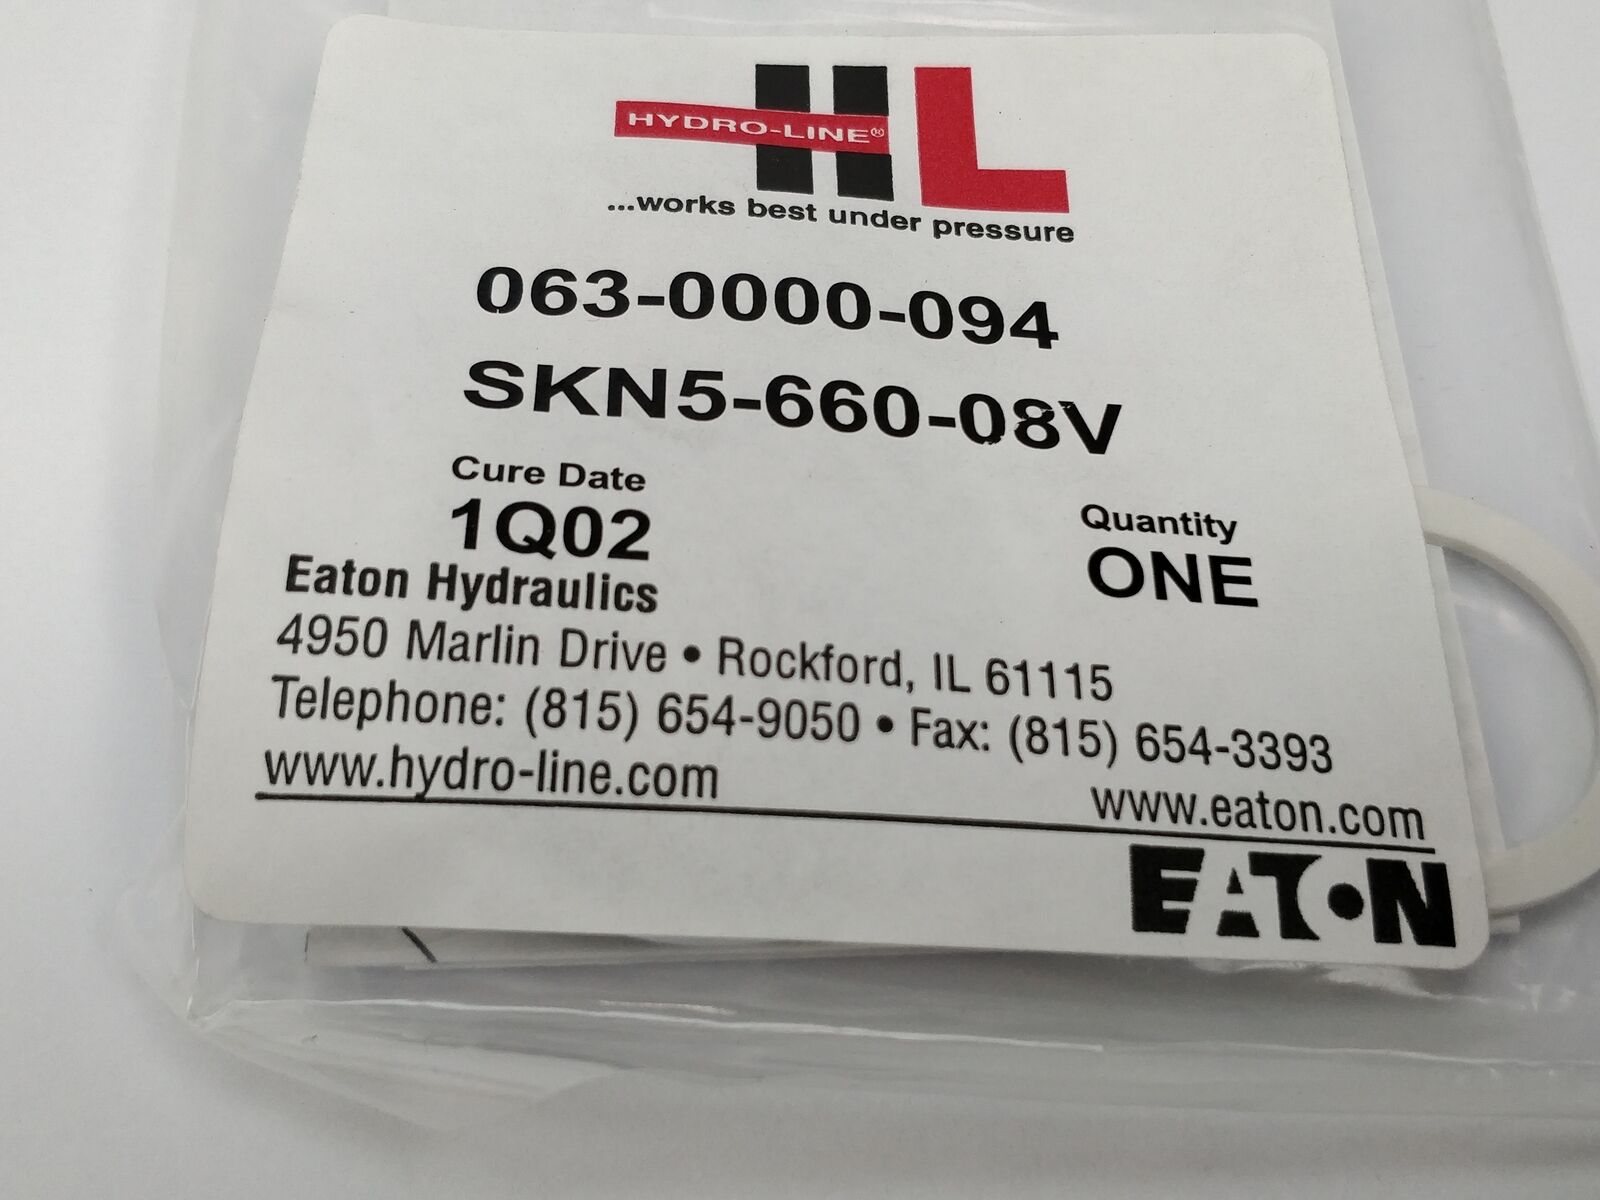 HYDRO-LINE®
HL
...works best under pressure
063-0000-094
SKN5-660-08V
Cure Date
1Q02
Quantity
ONE
Eaton Hydraulics
4950 Marlin Drive • Rockford, IL 61115
Telephone: (815) 654-9050 • Fax: (815) 654-3393
www.hydro-line.com
www.eaton.com
EATON